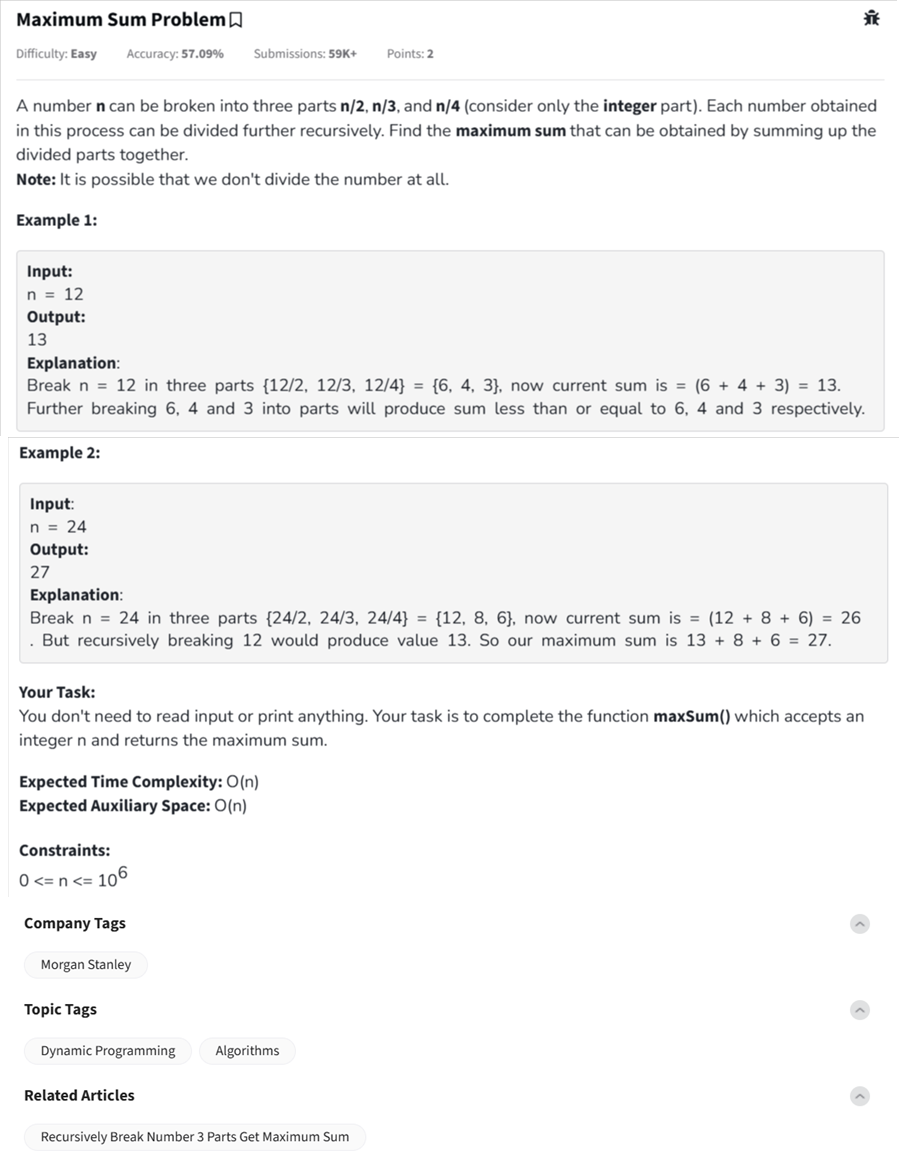 Maximum Sum Problem
Difficulty: Easy Accuracy: 57.09% Submissions: 59K+ Points: 2
A number n can be broken into three parts n/2, n/3, and n/4 (consider only the integer part). Each number obtained
in this process can be divided further recursively. Find the maximum sum that can be obtained by summing up the
divided parts together.
Note: It is possible that we don't divide the number at all.
Example 1:
Input:
n = 12
Output:
13
Explanation:
Break n = 12 in three parts {12/2, 12/3, 12/4} = {6, 4, 3}, now current sum is = (6 + 4 + 3) = 13.
Further breaking 6, 4 and 3 into parts will produce sum less than or equal to 6, 4 and 3 respectively.
Example 2:
Input:
n = 24
Output:
27
Explanation:
Break n = 24 in three parts {24/2, 24/3, 24/4} = {12, 8, 6}, now current sum is = (12 + 8 + 6) = 26
. But recursively breaking 12 would produce value 13. So our maximum sum is 13 + 8 + 6 = 27.
Your Task:
You don't need to read input or print anything. Your task is to complete the function maxSum() which accepts an
integer n and returns the maximum sum.
Expected Time Complexity: O(n)
Expected Auxiliary Space: O(n)
Constraints:
0 <= n <= 10⁶
Company Tags
Morgan Stanley
Topic Tags
Dynamic Programming Algorithms
Related Articles
Recursively Break Number 3 Parts Get Maximum Sum